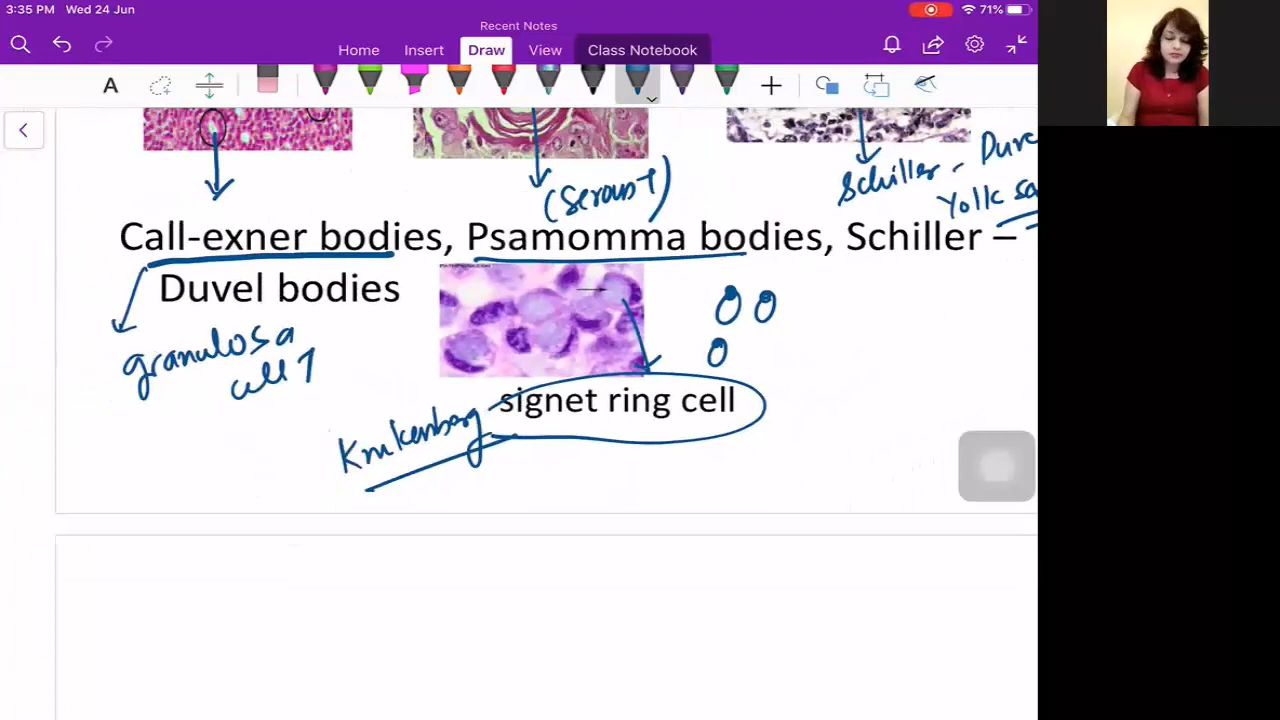 3:35 PM Wed 24 Jun
71%
Recent Notes
Home Insert Draw View Class Notebook
A
(Serous T)
Schiller - Duv
Yolk sa
Call-exner bodies, Psamomma bodies, Schiller –
Duvel bodies
granulosa
cell T
signet ring cell
Krukenberg